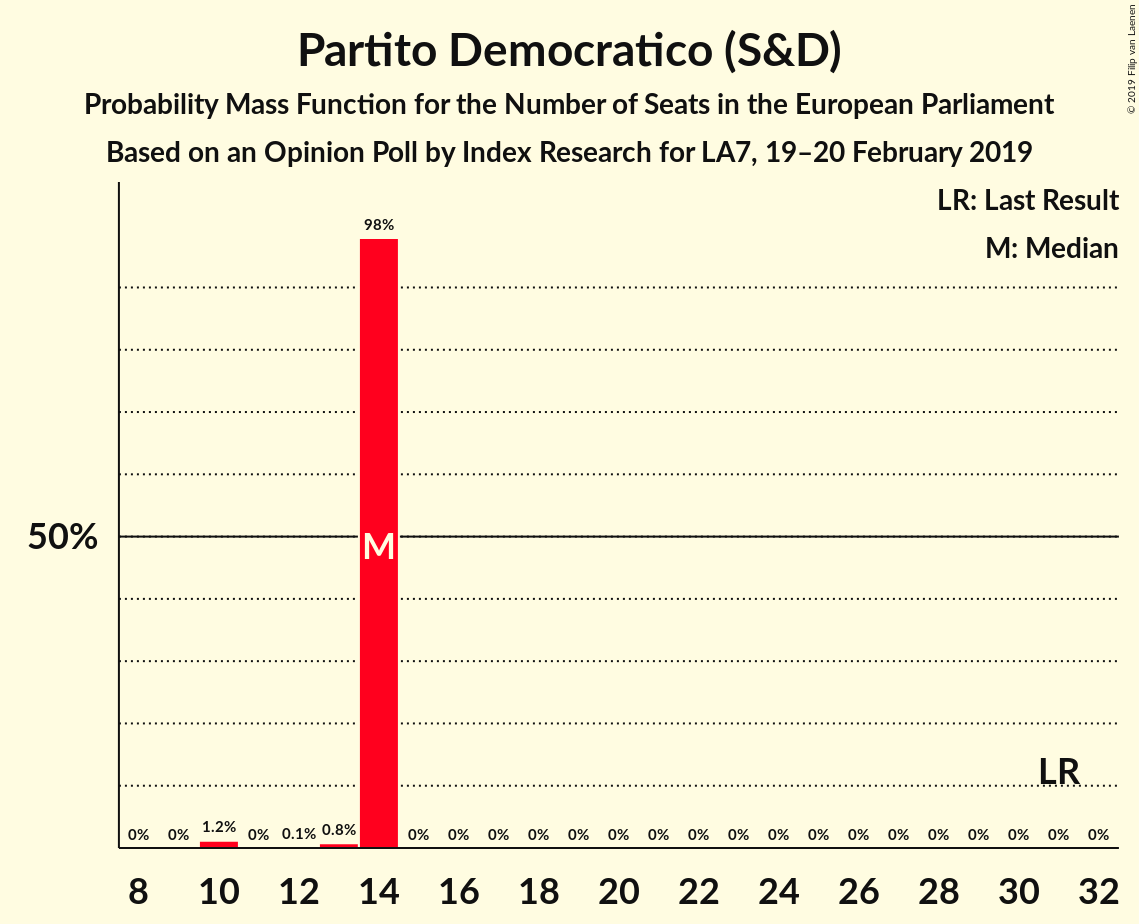 Partito Democratico (S&D)
Probability Mass Function for the Number of Seats in the European Parliament
Based on an Opinion Poll by Index Research for LA7, 19–20 February 2019
© 2019 Filip van Laenen
LR: Last Result
M: Median
98%
50%
M
LR
0% 0% 1.2% 0% 0.1% 0.8% 0% 0% 0% 0% 0% 0% 0% 0% 0% 0% 0% 0% 0% 0% 0% 0% 0% 0%
8 10 12 14 16 18 20 22 24 26 28 30 32